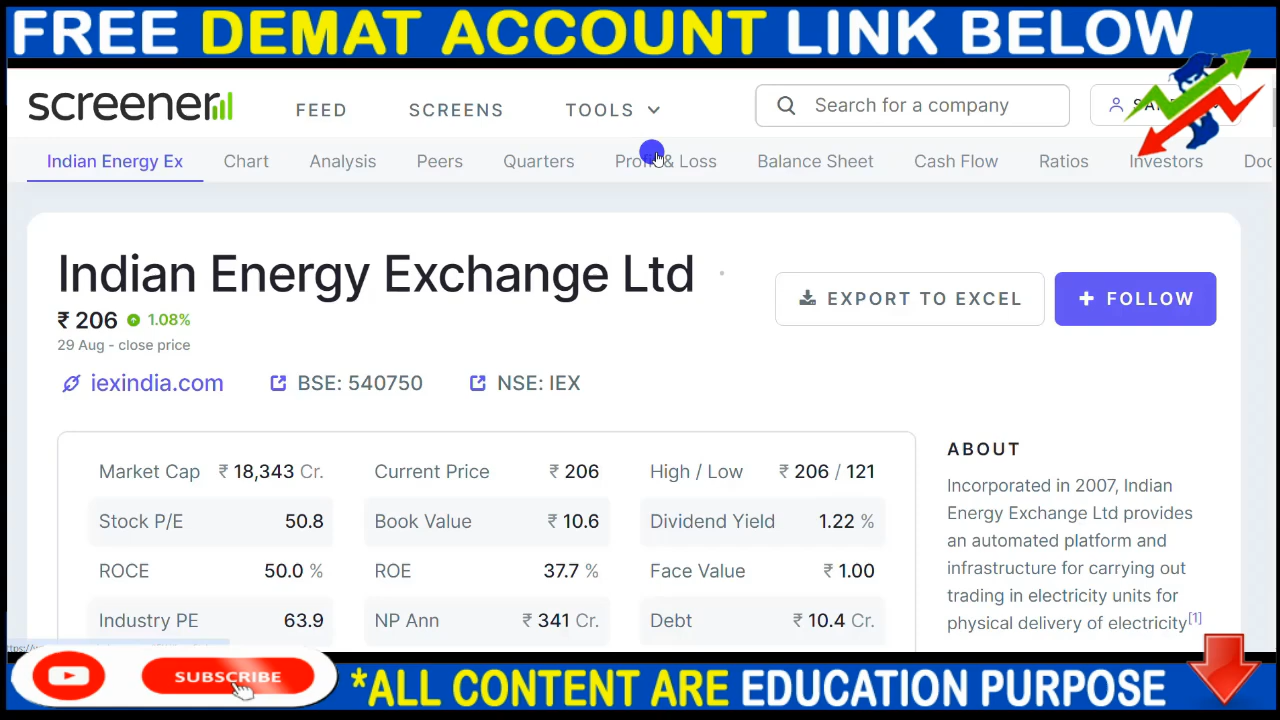 FREE DEMAT ACCOUNT LINK BELOW
screener FEED SCREENS TOOLS Search for a company
Indian Energy Ex Chart Analysis Peers Quarters Profit & Loss Balance Sheet Cash Flow Ratios Investors
Indian Energy Exchange Ltd
EXPORT TO EXCEL + FOLLOW
₹ 206 1.08%
29 Aug - close price
iexindia.com BSE: 540750 NSE: IEX
Market Cap ₹ 18,343 Cr. Current Price ₹ 206 High / Low ₹ 206 / 121
Stock P/E 50.8 Book Value ₹ 10.6 Dividend Yield 1.22 %
ROCE 50.0 % ROE 37.7 % Face Value ₹ 1.00
Industry PE 63.9 NP Ann ₹ 341 Cr. Debt ₹ 10.4 Cr.
ABOUT
Incorporated in 2007, Indian
Energy Exchange Ltd provides
an automated platform and
infrastructure for carrying out
trading in electricity units for
physical delivery of electricity[1]
SUBSCRIBE
*ALL CONTENT ARE EDUCATION PURPOSE